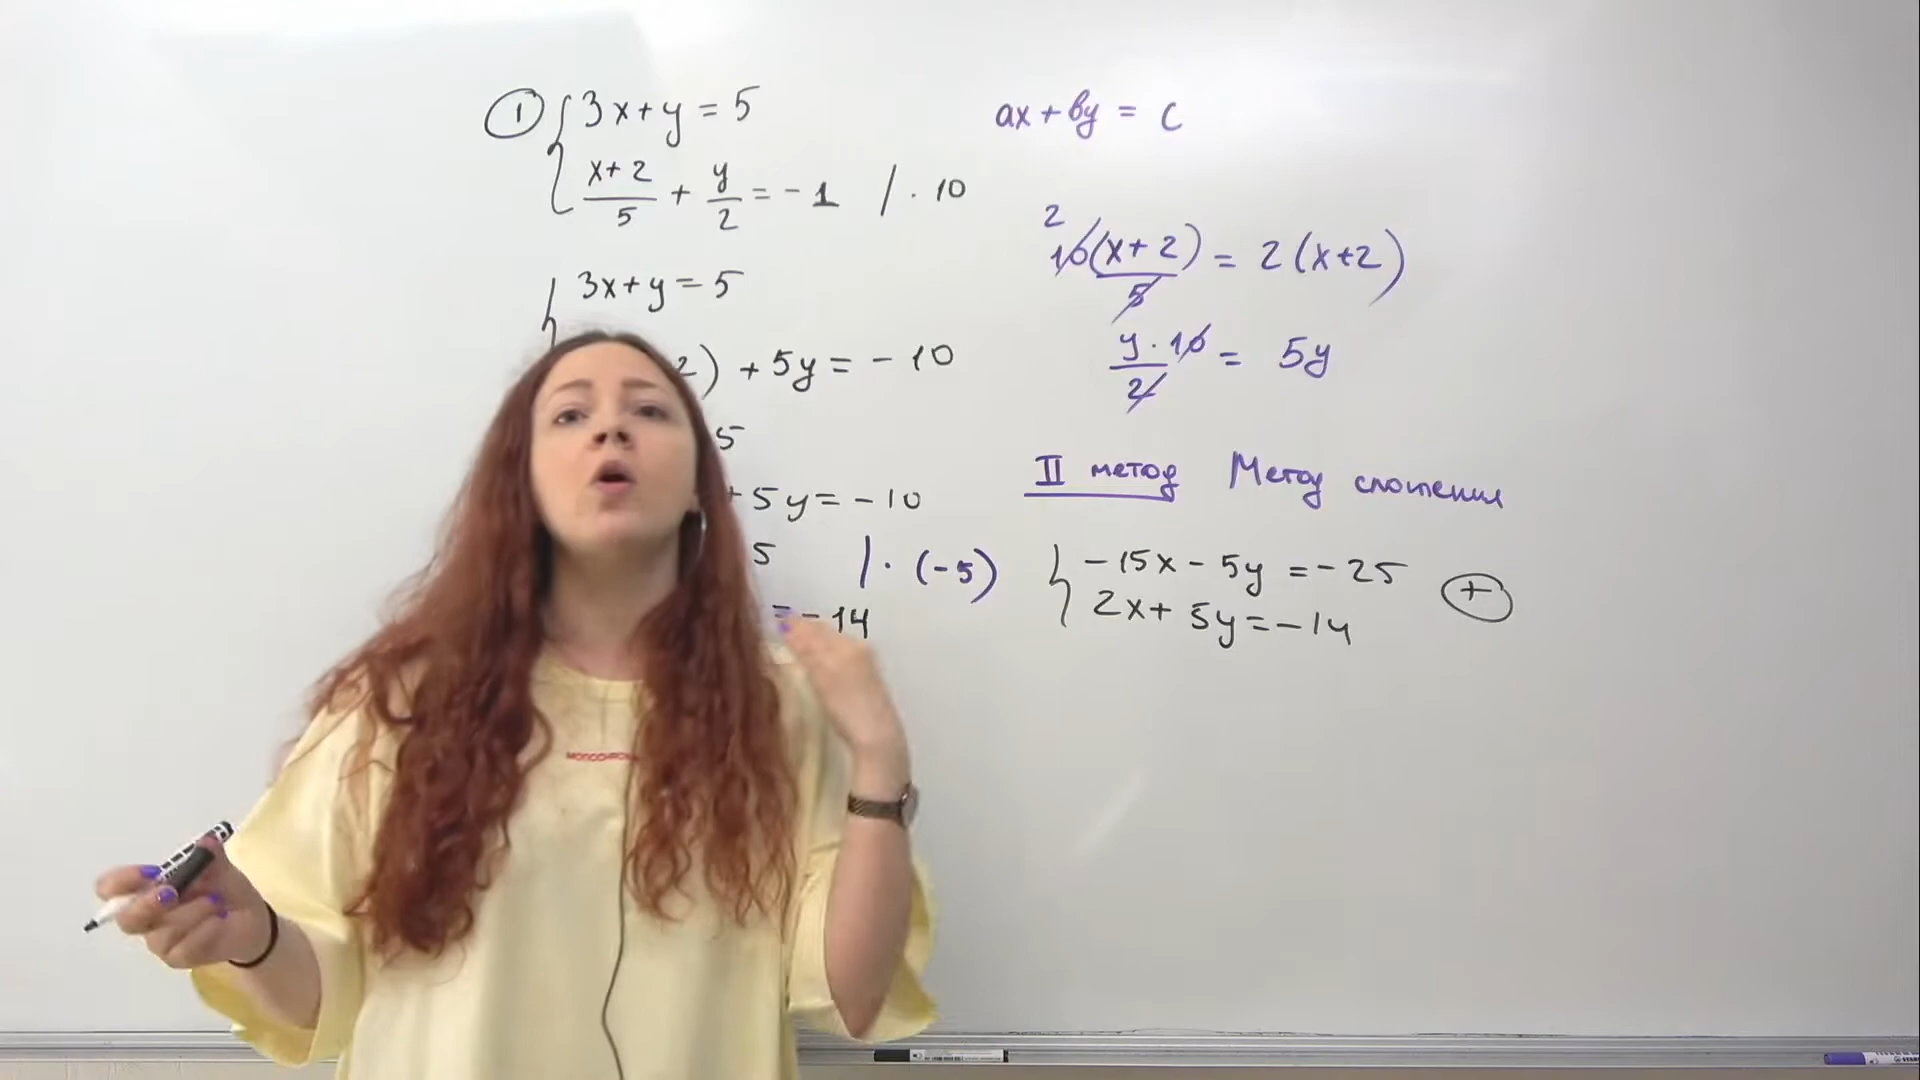 ① { 3x + y = 5
x+2/5 + y/2 = -1 / · 10
{ 3x + y = 5
2) + 5y = -10
5
+ 5y = -10
5 / · (-5)
= -14
ax + by = c
2
10(x+2)/5 = 2(x+2)
y · 10/2 = 5y
II метод Метод сложения
{ -15x - 5y = -25
2x + 5y = -14 (+)